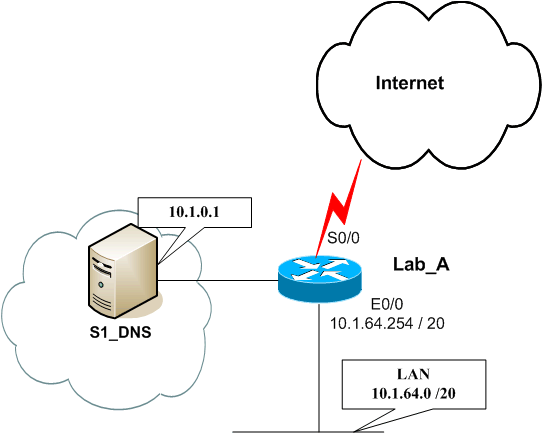 Internet
10.1.0.1
S0/0
Lab_A
S1_DNS
E0/0
10.1.64.254 / 20
LAN
10.1.64.0 /20